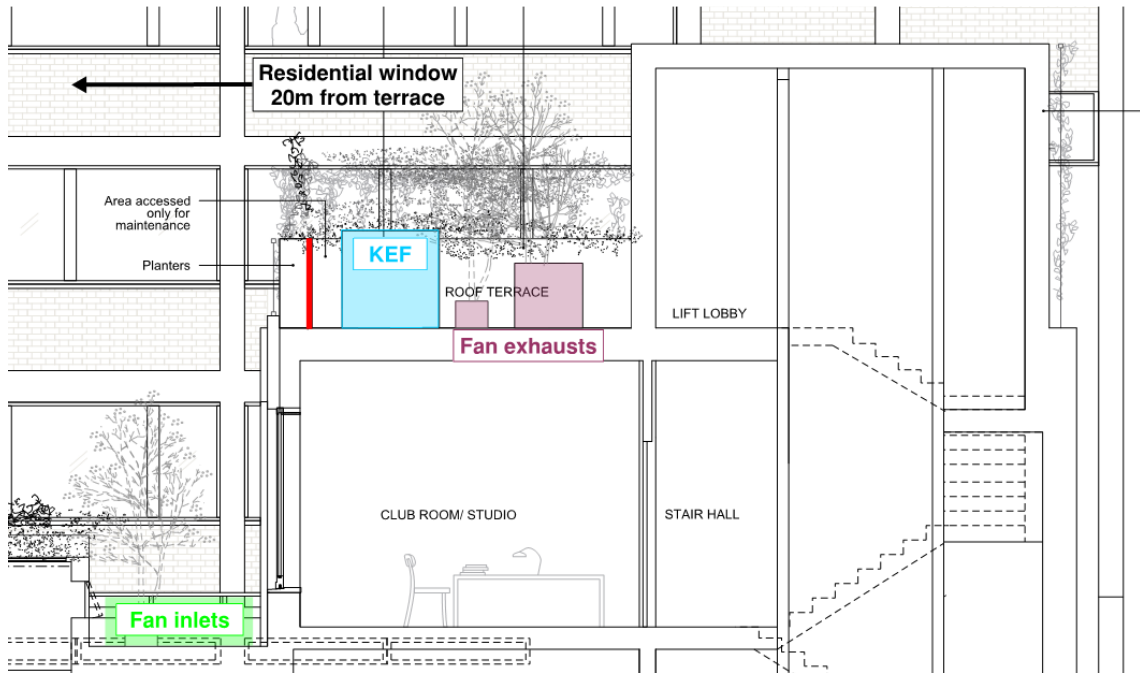 Residential window
20m from terrace
Area accessed
only for
maintenance
KEF
Planters
ROOF TERRACE
LIFT LOBBY
Fan exhausts
CLUB ROOM/ STUDIO
STAIR HALL
Fan inlets